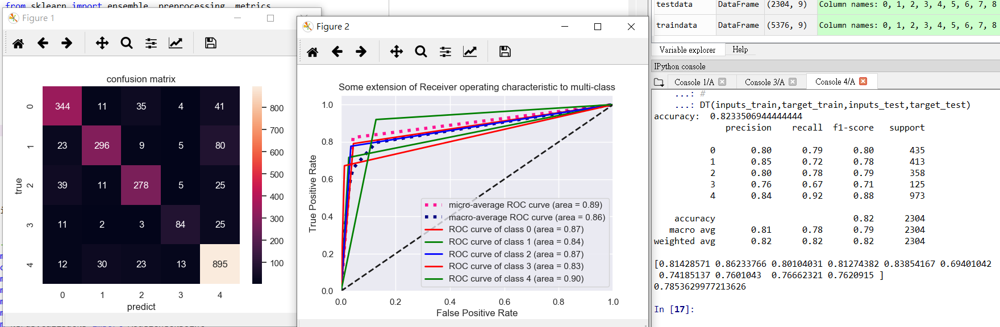 from sklearn import ensemble, preprocessing, metrics
Figure 1
confusion matrix
0 344 11 35 4 41
1 23 296 9 5 80
2 39 11 278 5 25
3 11 2 3 84 25
4 12 30 23 13 895
0 1 2 3 4
true
predict
800
700
600
500
400
300
200
100
Figure 2
Some extension of Receiver operating characteristic to multi-class
1.0
0.8
0.6
0.4
0.2
0.0
True Positive Rate
micro-average ROC curve (area = 0.89)
macro-average ROC curve (area = 0.86)
ROC curve of class 0 (area = 0.87)
ROC curve of class 1 (area = 0.84)
ROC curve of class 2 (area = 0.87)
ROC curve of class 3 (area = 0.83)
ROC curve of class 4 (area = 0.90)
0.0 0.2 0.4 0.6 0.8 1.0
False Positive Rate
testdata DataFrame (2304, 9) Column names: 0, 1, 2, 3, 4, 5, 6, 7, 8
traindata DataFrame (5376, 9) Column names: 0, 1, 2, 3, 4, 5, 6, 7, 8
Variable explorer Help
IPython console
Console 1/A Console 3/A Console 4/A
...: #
...: DT(inputs_train,target_train,inputs_test,target_test)
accuracy: 0.8233506944444444
precision recall f1-score support
0 0.80 0.79 0.80 435
1 0.85 0.72 0.78 413
2 0.80 0.78 0.79 358
3 0.76 0.67 0.71 125
4 0.84 0.92 0.88 973
accuracy 0.82 2304
macro avg 0.81 0.78 0.79 2304
weighted avg 0.82 0.82 0.82 2304
[0.81428571 0.86233766 0.80104031 0.81274382 0.83854167 0.69401042
0.74185137 0.7601043 0.76662321 0.7620915 ]
0.7853629977213626
In [17]: